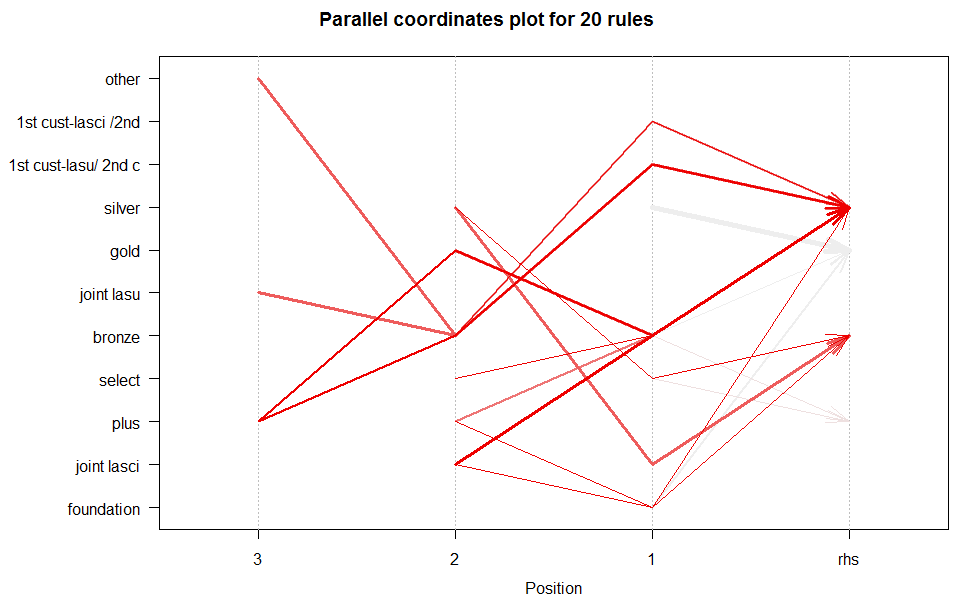 Parallel coordinates plot for 20 rules
other
1st cust-lasci /2nd
1st cust-lasu/ 2nd c
silver
gold
joint lasu
bronze
select
plus
joint lasci
foundation
3 2 1 rhs
Position